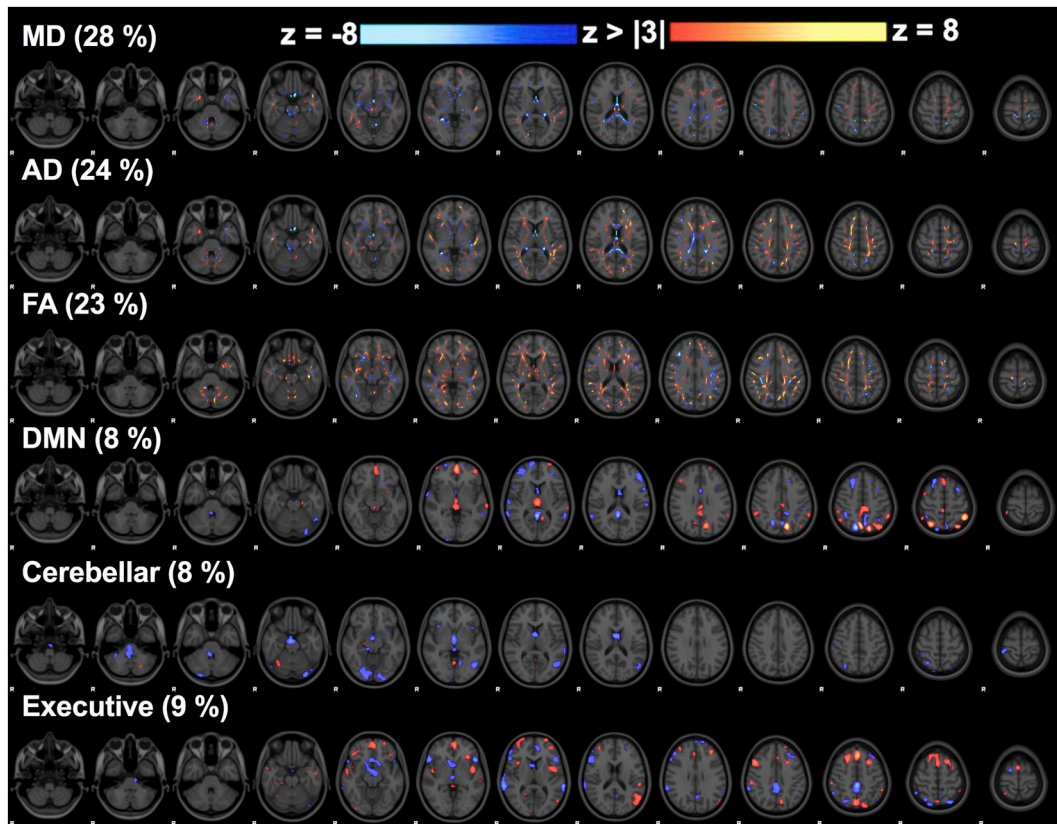 MD (28 %) z = -8 z > |3| z = 8
R R R R R R R R R R R R
AD (24 %)
R R R R R R R R R R R R
FA (23 %)
R R R R R R R R R R R R
DMN (8 %)
R R R R R R R R R R R R R
Cerebellar (8 %)
R R R R R R R R R R R R R
Executive (9 %)